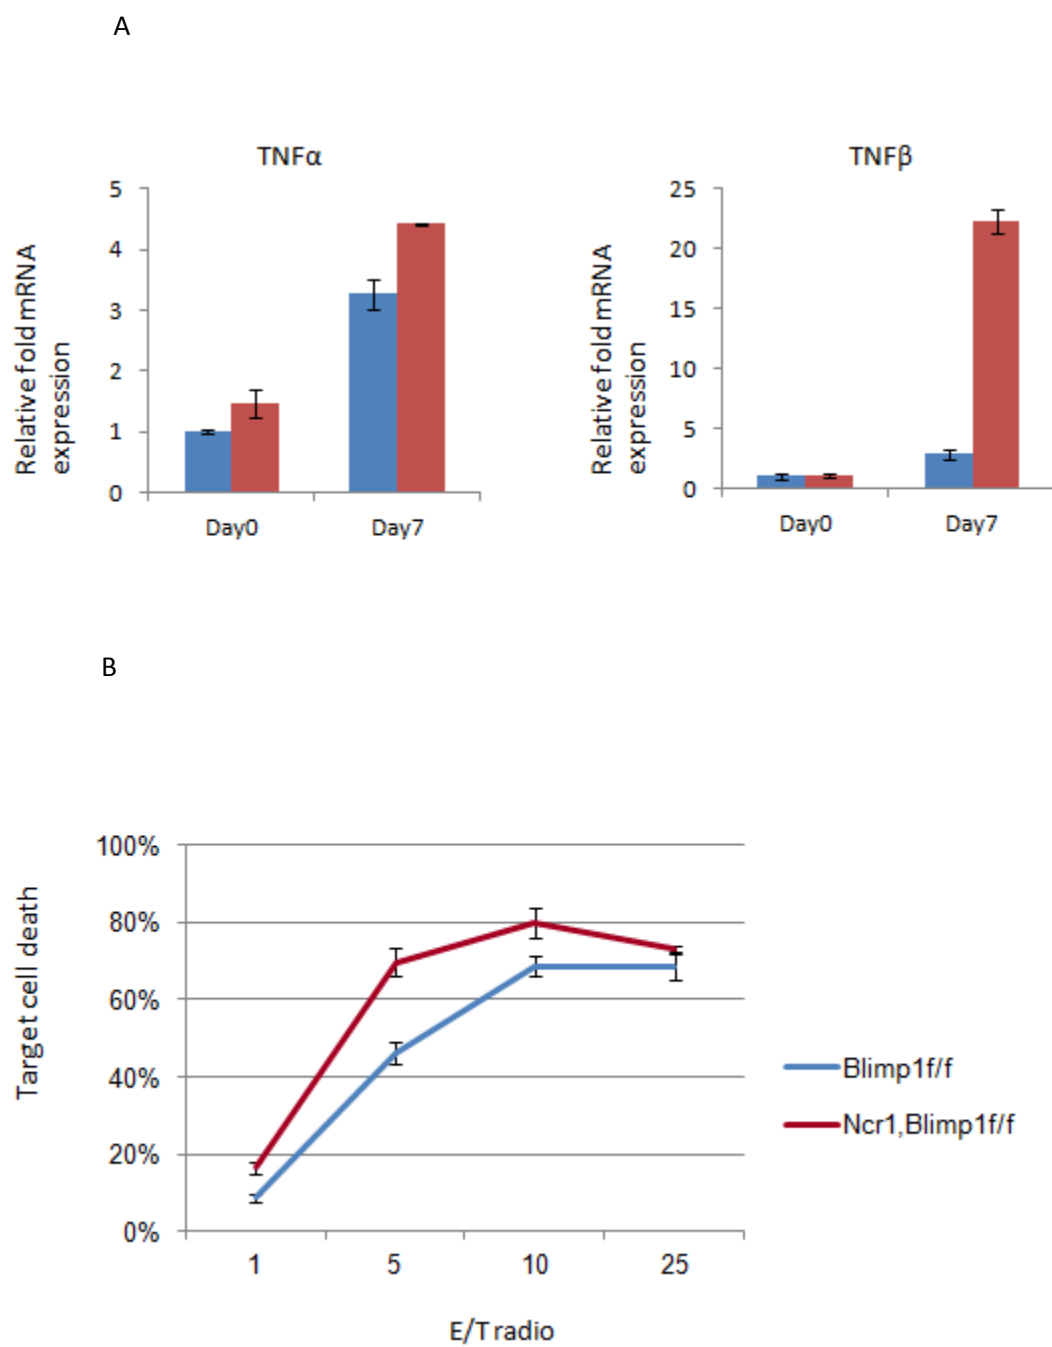 A
TNFα
5
4
3
2
1
0
Relative fold mRNA
expression
Day0
Day7
TNFβ
25
20
15
10
5
0
Relative fold mRNA
expression
Day0
Day7
B
100%
80%
60%
40%
20%
0%
Target cell death
1
5
10
25
E/T radio
Blimp1f/f
Ncr1,Blimp1f/f